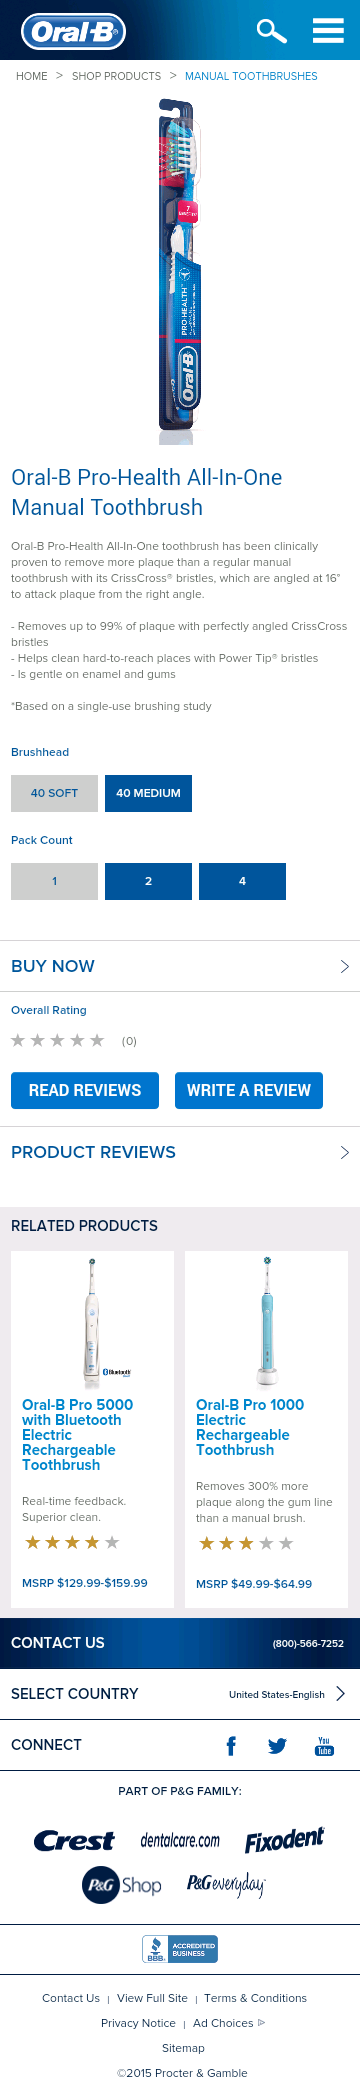 Oral-B
HOME > SHOP PRODUCTS > MANUAL TOOTHBRUSHES
PRO-HEALTH
Oral-B
Oral-B Pro-Health All-In-One
Manual Toothbrush
Oral-B Pro-Health All-In-One toothbrush has been clinically
proven to remove more plaque than a regular manual
toothbrush with its CrissCross® bristles, which are angled at 16°
to attack plaque from the right angle.
- Removes up to 99% of plaque with perfectly angled CrissCross
bristles
- Helps clean hard-to-reach places with Power Tip® bristles
- Is gentle on enamel and gums
*Based on a single-use brushing study
Brushhead
40 SOFT 40 MEDIUM
Pack Count
1 2 4
BUY NOW
Overall Rating
(0)
READ REVIEWS WRITE A REVIEW
PRODUCT REVIEWS
RELATED PRODUCTS
Bluetooth
Oral-B Pro 5000
with Bluetooth
Electric
Rechargeable
Toothbrush
Real-time feedback.
Superior clean.
MSRP $129.99-$159.99
Oral-B Pro 1000
Electric
Rechargeable
Toothbrush
Removes 300% more
plaque along the gum line
than a manual brush.
MSRP $49.99-$64.99
CONTACT US (800)-566-7252
SELECT COUNTRY United States-English
CONNECT You Tube
PART OF P&G FAMILY:
Crest dentalcare.com Fixodent
P&G Shop P&G everyday
BBB ACCREDITED BUSINESS
Contact Us | View Full Site | Terms & Conditions
Privacy Notice | Ad Choices
Sitemap
©2015 Procter & Gamble